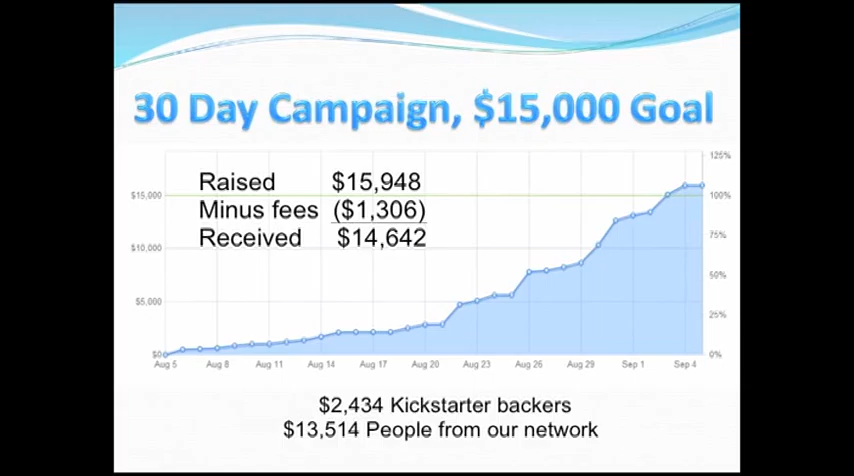 30 Day Campaign, $15,000 Goal
Raised $15,948
Minus fees ($1,306)
Received $14,642
125%
$15,000 100%
75%
$10,000
50%
$5,000
25%
$0 0%
Aug 5 Aug 8 Aug 11 Aug 14 Aug 17 Aug 20 Aug 23 Aug 26 Aug 29 Sep 1 Sep 4
$2,434 Kickstarter backers
$13,514 People from our network